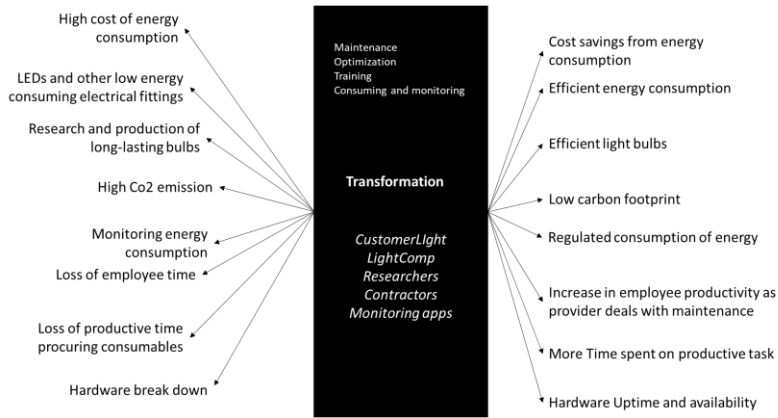 High cost of energy
consumption
LEDs and other low energy
consuming electrical fittings
Research and production of
long-lasting bulbs
High Co2 emission
Monitoring energy
consumption
Loss of employee time
Loss of productive time
procuring consumables
Hardware break down
Maintenance
Optimization
Training
Consuming and monitoring
Transformation
CustomerLIght
LightComp
Researchers
Contractors
Monitoring apps
Cost savings from energy
consumption
Efficient energy consumption
Efficient light bulbs
Low carbon footprint
Regulated consumption of energy
Increase in employee productivity as
provider deals with maintenance
More Time spent on productive task
Hardware Uptime and availability